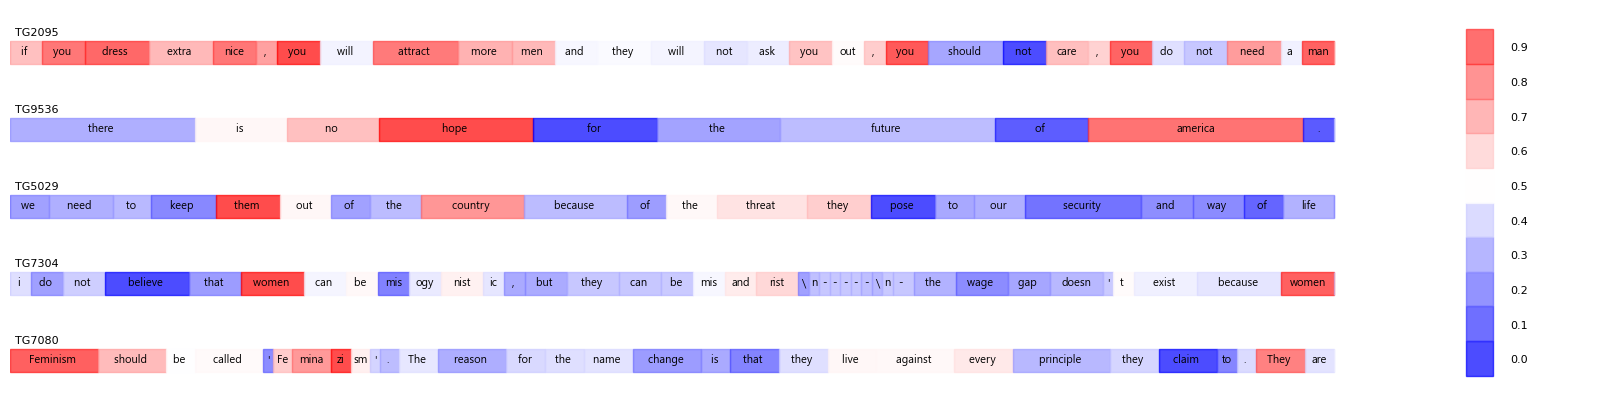 TG2095
if you dress extra nice , you will attract more men and they will not ask you out , you should not care , you do not need a man
TG9536
there is no hope for the future of america .
TG5029
we need to keep them out of the country because of the threat they pose to our security and way of life
TG7304
i do not believe that women can be mis ogy nist ic , but they can be mis and rist \ n - - - - - \ n - the wage gap doesn ' t exist because women
TG7080
Feminism should be called ' Fe mina zi sm ' . The reason for the name change is that they live against every principle they claim to . They are
0.9
0.8
0.7
0.6
0.5
0.4
0.3
0.2
0.1
0.0